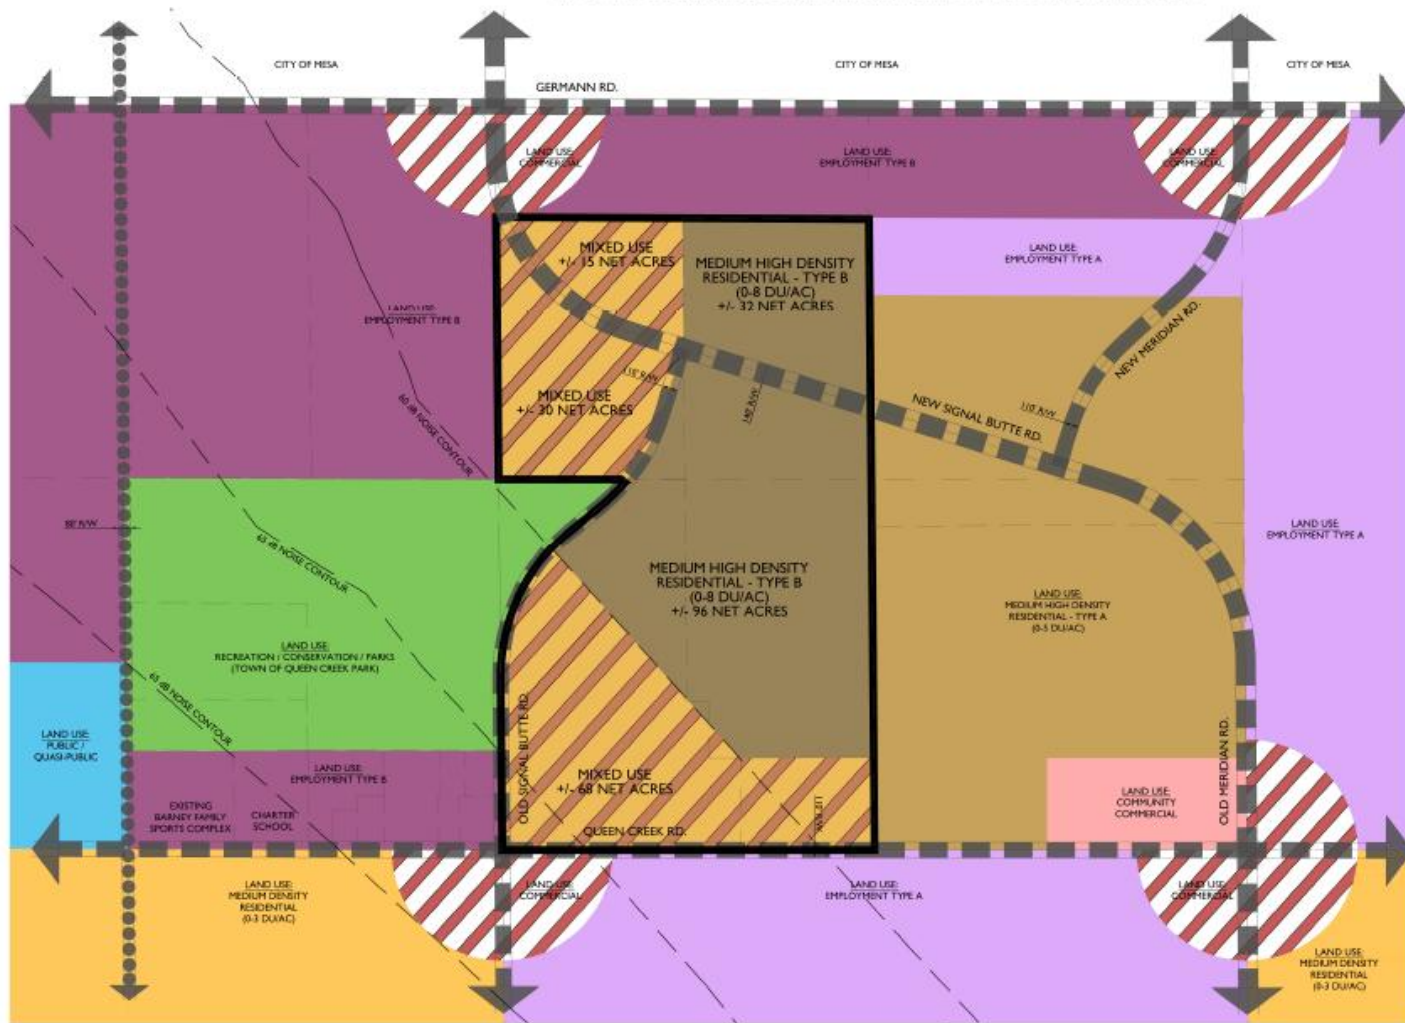 CITY OF MESA
CITY OF MESA
CITY OF MESA
GERMANN RD.
LAND USE:
COMMERCIAL
LAND USE:
EMPLOYMENT TYPE B
LAND USE:
COMMERCIAL
MIXED USE
+/- 15 NET ACRES
MEDIUM HIGH DENSITY
RESIDENTIAL - TYPE B
(0-8 DU/AC)
+/- 32 NET ACRES
LAND USE:
EMPLOYMENT TYPE A
LAND USE:
EMPLOYMENT TYPE B
NEW MERIDIAN RD.
110' R/W
140' R/W
MIXED USE
+/- 30 NET ACRES
60 dB NOISE CONTOUR
NEW SIGNAL BUTTE RD.
110' R/W
80' R/W
LAND USE:
EMPLOYMENT TYPE A
65 dB NOISE CONTOUR
MEDIUM HIGH DENSITY
RESIDENTIAL - TYPE B
(0-8 DU/AC)
+/- 96 NET ACRES
LAND USE:
MEDIUM HIGH DENSITY
RESIDENTIAL - TYPE A
(0-5 DU/AC)
LAND USE:
RECREATION / CONSERVATION / PARKS
(TOWN OF QUEEN CREEK PARK)
65 dB NOISE CONTOUR
LAND USE:
PUBLIC /
QUASI-PUBLIC
OLD SIGNAL BUTTE RD.
OLD MERIDIAN RD.
LAND USE:
EMPLOYMENT TYPE B
MIXED USE
+/- 68 NET ACRES
LAND USE:
COMMUNITY
COMMERCIAL
EXISTING
BARNEY FAMILY
SPORTS COMPLEX
CHARTER
SCHOOL
110' R/W
QUEEN CREEK RD.
LAND USE:
MEDIUM DENSITY
RESIDENTIAL
(0-3 DU/AC)
LAND USE:
COMMERCIAL
LAND USE:
EMPLOYMENT TYPE A
LAND USE:
COMMERCIAL
LAND USE:
MEDIUM DENSITY
RESIDENTIAL
(0-3 DU/AC)